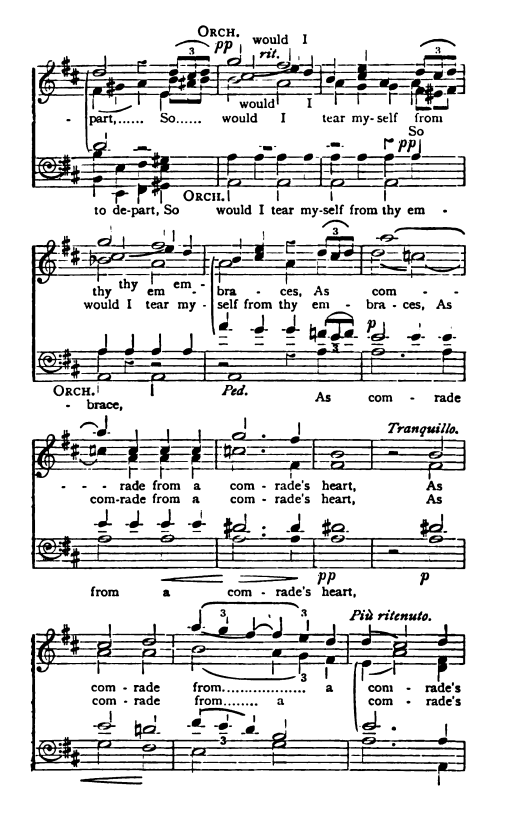 ORCH. would I
pp rit.
3 3
would I
- part,...... So...... would I tear my-self from
So
pp
ORCH.
to de-part, So would I tear my-self from thy em -
3
thy thy em -
thy em - bra - ces, As com - -
would I tear my - self from thy em - bra - ces, As
p
3
ORCH. Ped. As com - rade
- brace,
Tranquillo.
- - - rade from a com - rade's heart, As
com-rade from a com - rade's heart, As
pp p
from a com - rade's heart,
Più ritenuto.
3 3
3
com - rade from.................. a com - rade's
com - rade from........ a com - rade's
3